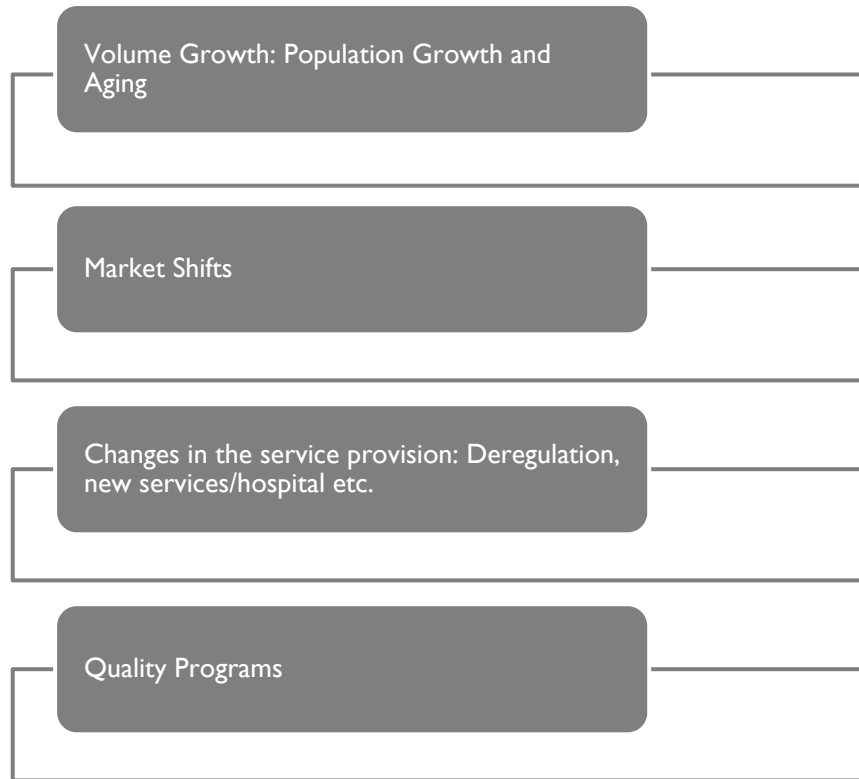 Volume Growth: Population Growth and
Aging
Market Shifts
Changes in the service provision: Deregulation,
new services/hospital etc.
Quality Programs